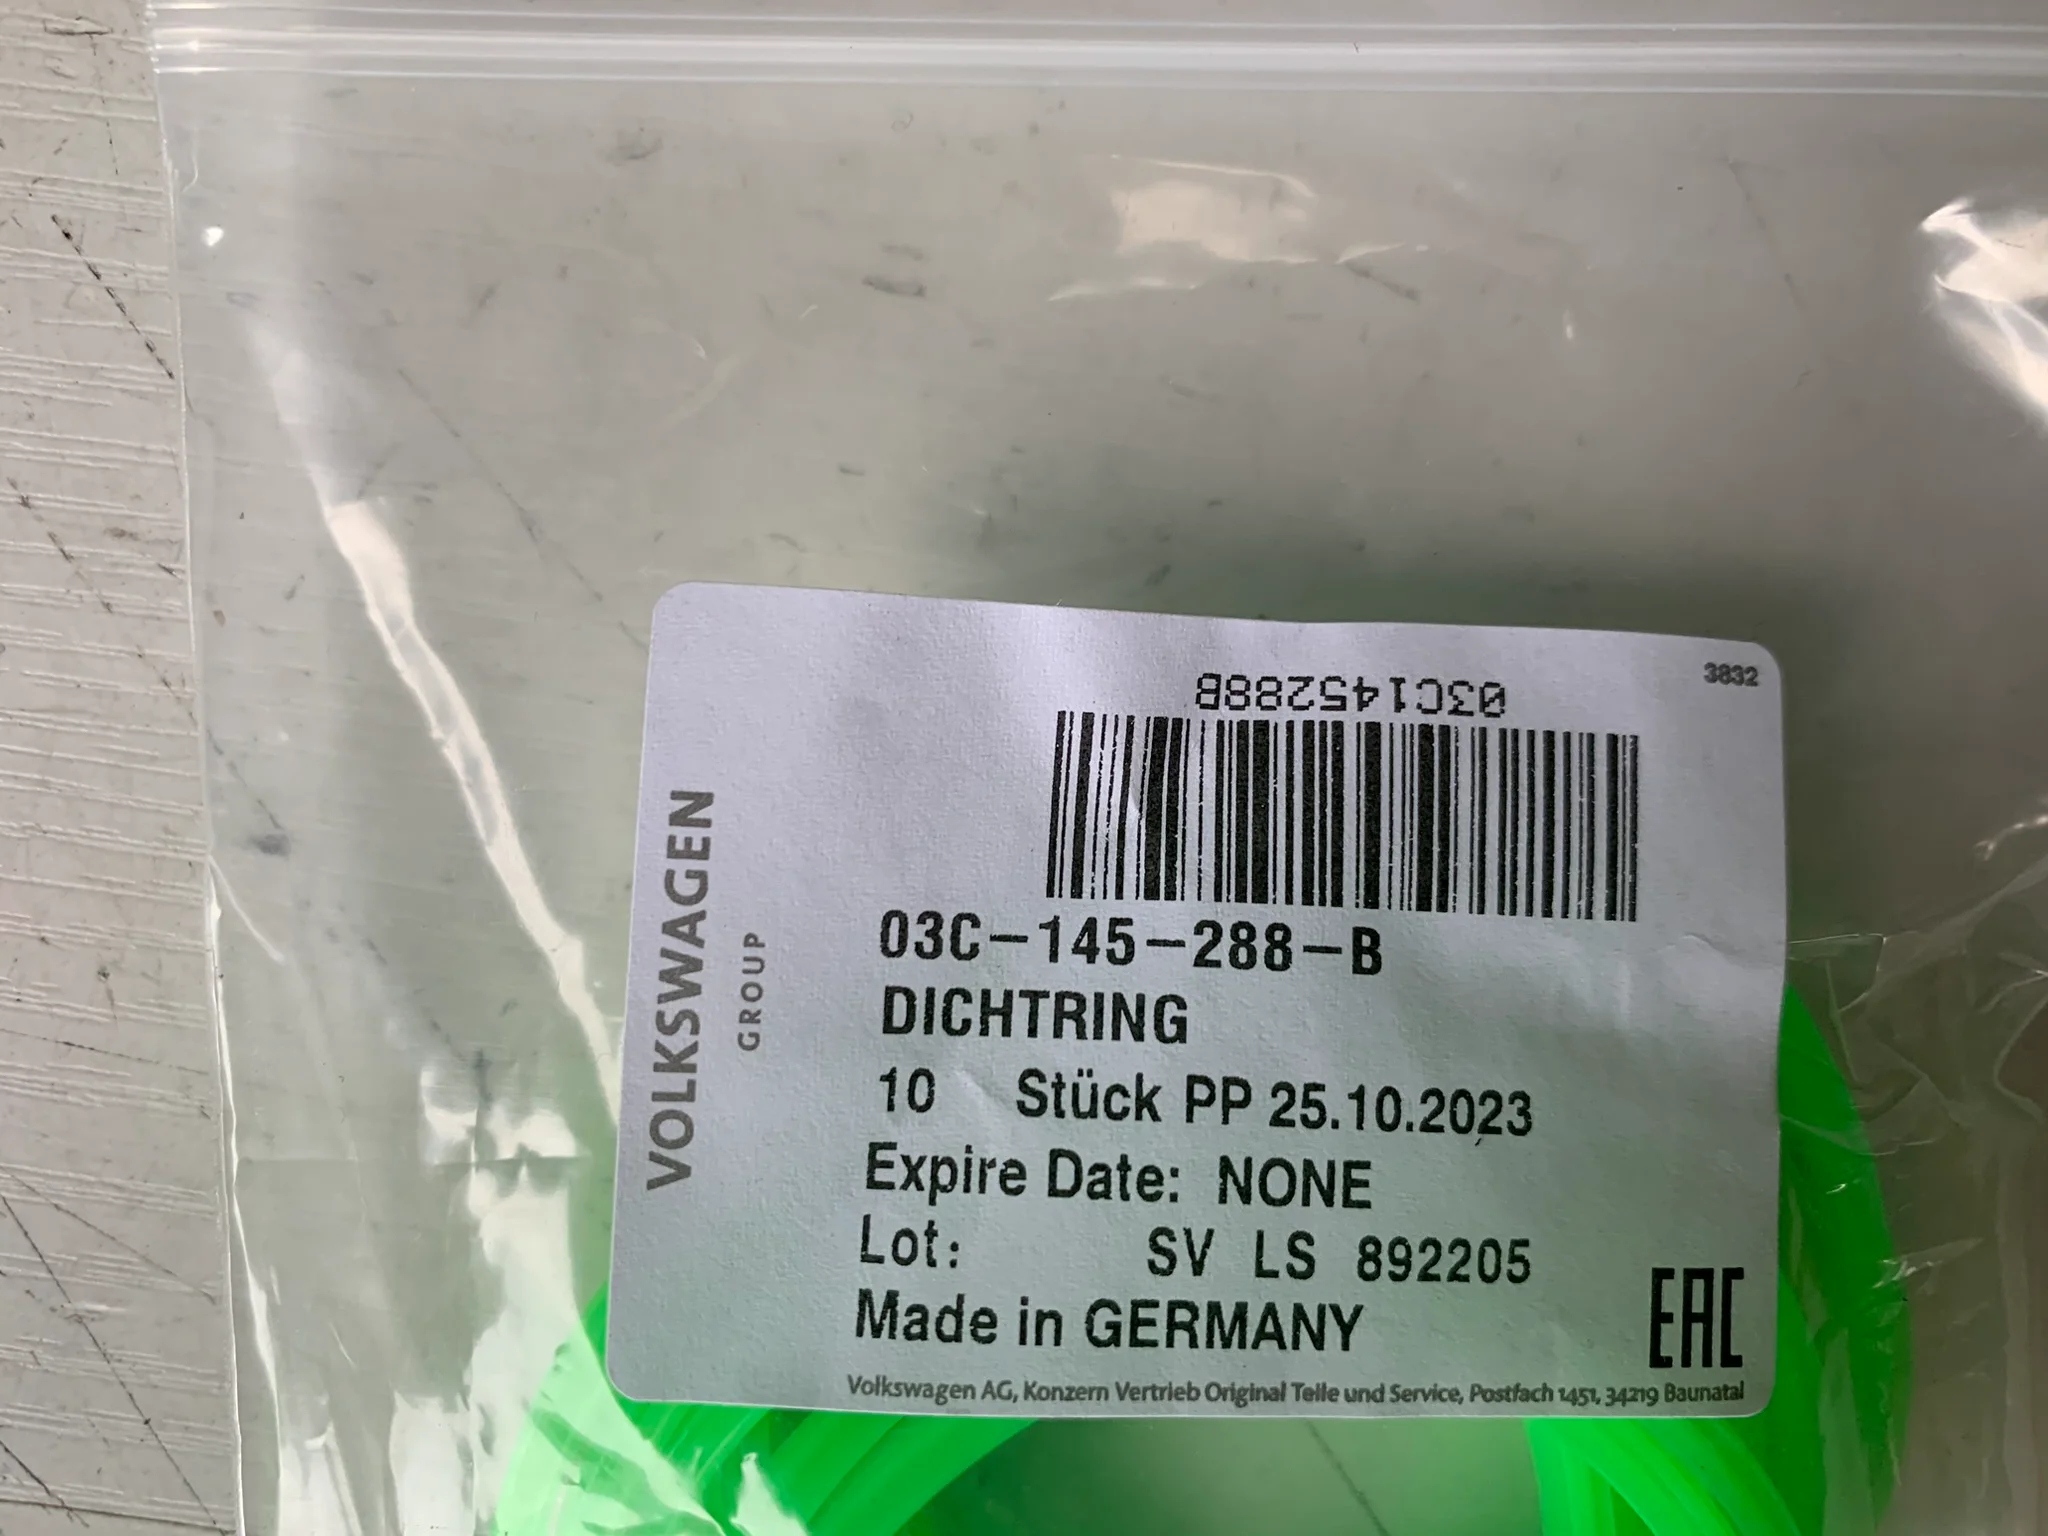 3832
03C145288B
VOLKSWAGEN
GROUP
03C-145-288-B
DICHTRING
10 Stück PP 25.10.2023
Expire Date: NONE
Lot: SV LS 892205
Made in GERMANY
EAC
Volkswagen AG, Konzern Vertrieb Original Teile und Service, Postfach 1451, 34219 Baunatal